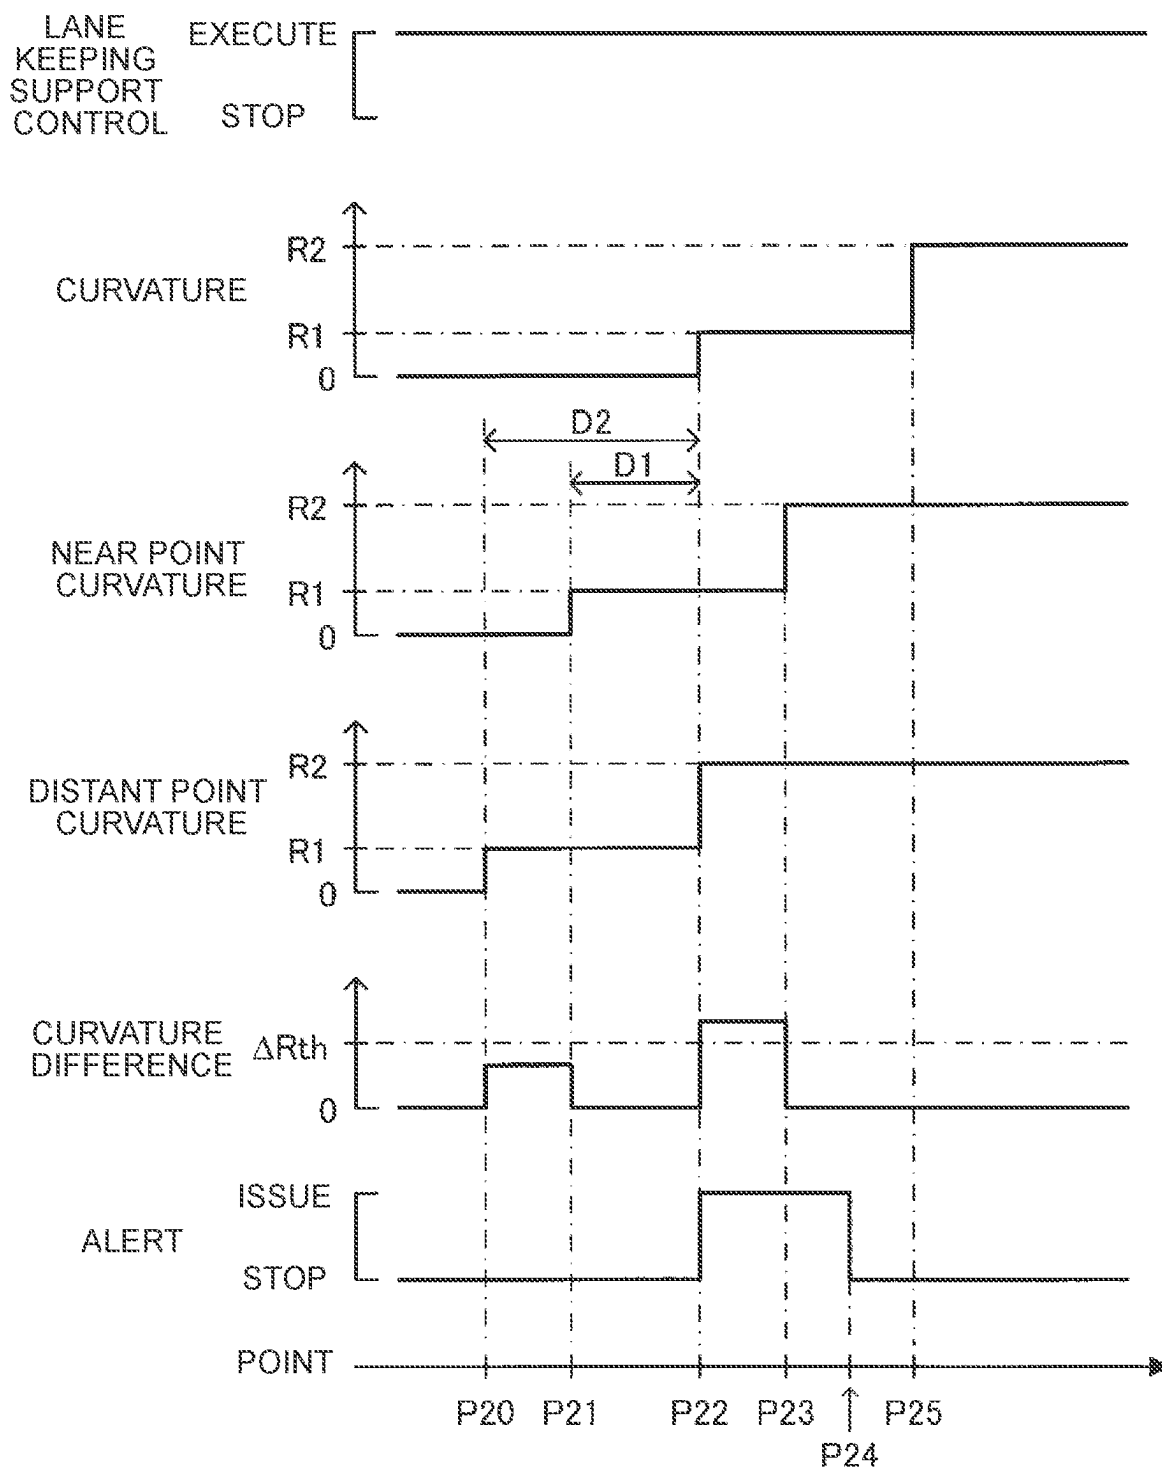 LANE
KEEPING
SUPPORT
CONTROL
EXECUTE
STOP
CURVATURE
R2
R1
0
D2
D1
NEAR POINT
CURVATURE
R2
R1
0
DISTANT POINT
CURVATURE
R2
R1
0
CURVATURE
DIFFERENCE
ΔRth
0
ALERT
ISSUE
STOP
POINT
P20 P21 P22 P23 P25
P24